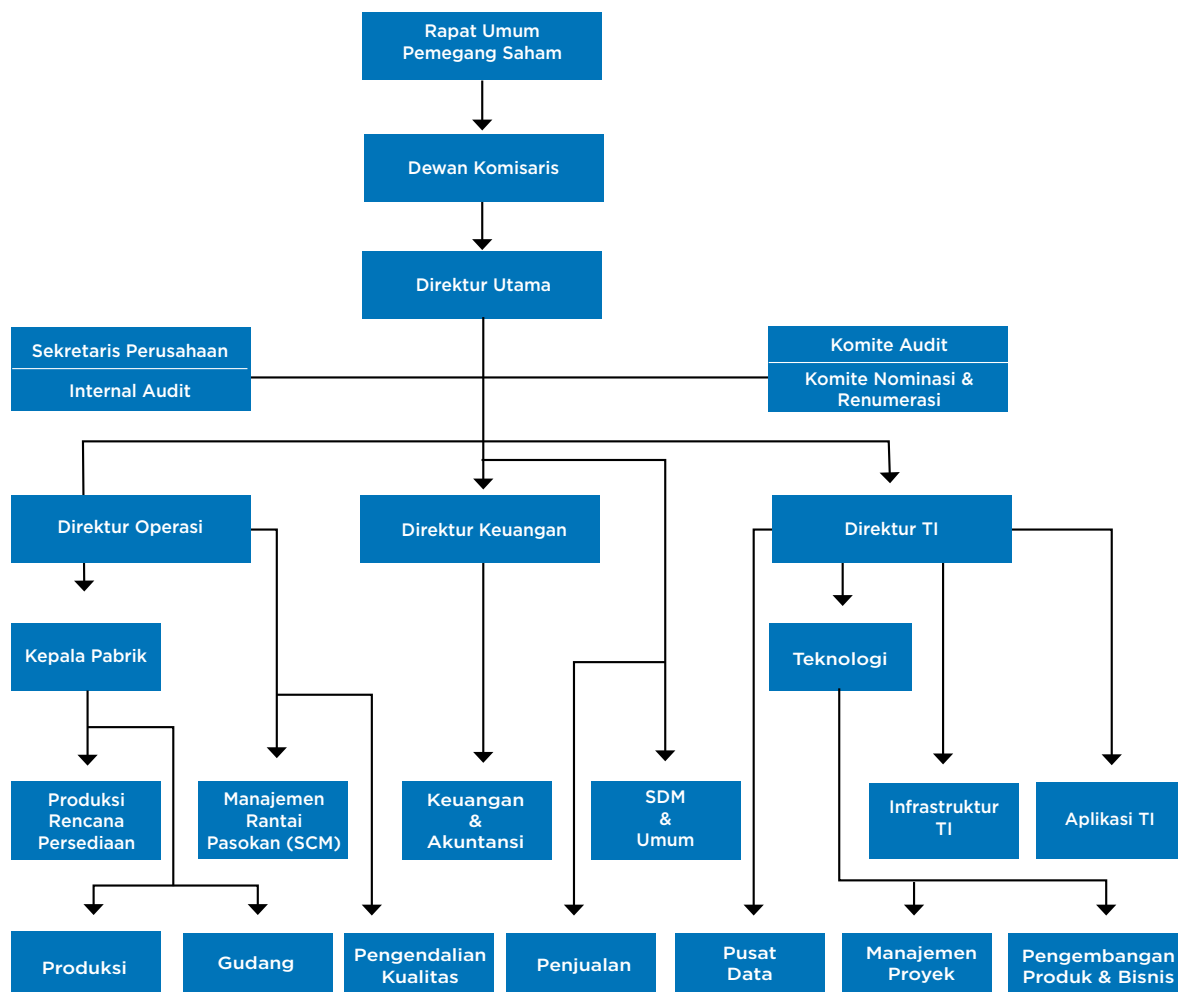 Rapat Umum
Pemegang Saham
Dewan Komisaris
Direktur Utama
Sekretaris Perusahaan
Internal Audit
Komite Audit
Komite Nominasi &
Renumerasi
Direktur Operasi
Direktur Keuangan
Direktur TI
Kepala Pabrik
Teknologi
Produksi
Rencana
Persediaan
Manajemen
Rantai
Pasokan (SCM)
Keuangan
&
Akuntansi
SDM
&
Umum
Infrastruktur
TI
Aplikasi TI
Produksi
Gudang
Pengendalian
Kualitas
Penjualan
Pusat
Data
Manajemen
Proyek
Pengembangan
Produk & Bisnis